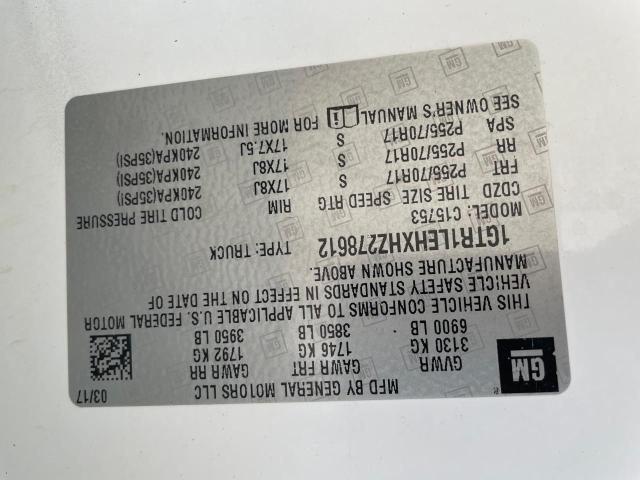 GM
MFD BY GENERAL MOTORS LLC 03/17
GVWR GAWR FRT GAWR RR
3130 KG 1746 KG 1792 KG
6900 LB 3850 LB 3950 LB
THIS VEHICLE CONFORMS TO ALL APPLICABLE U.S. FEDERAL MOTOR
VEHICLE SAFETY STANDARDS IN EFFECT ON THE DATE OF
MANUFACTURE SHOWN ABOVE.
1GTR1LEHXHZ278612 TYPE: TRUCK
MODEL: C15753
CDZD TIRE SIZE SPEED RTG RIM COLD TIRE PRESSURE
FRT P255/70R17 S 17X8J 240KPA(35PSI)
RR P255/70R17 S 17X8J 240KPA(35PSI)
SPA P255/70R17 S 17X7.5J 240KPA(35PSI)
SEE OWNER'S MANUAL FOR MORE INFORMATION.